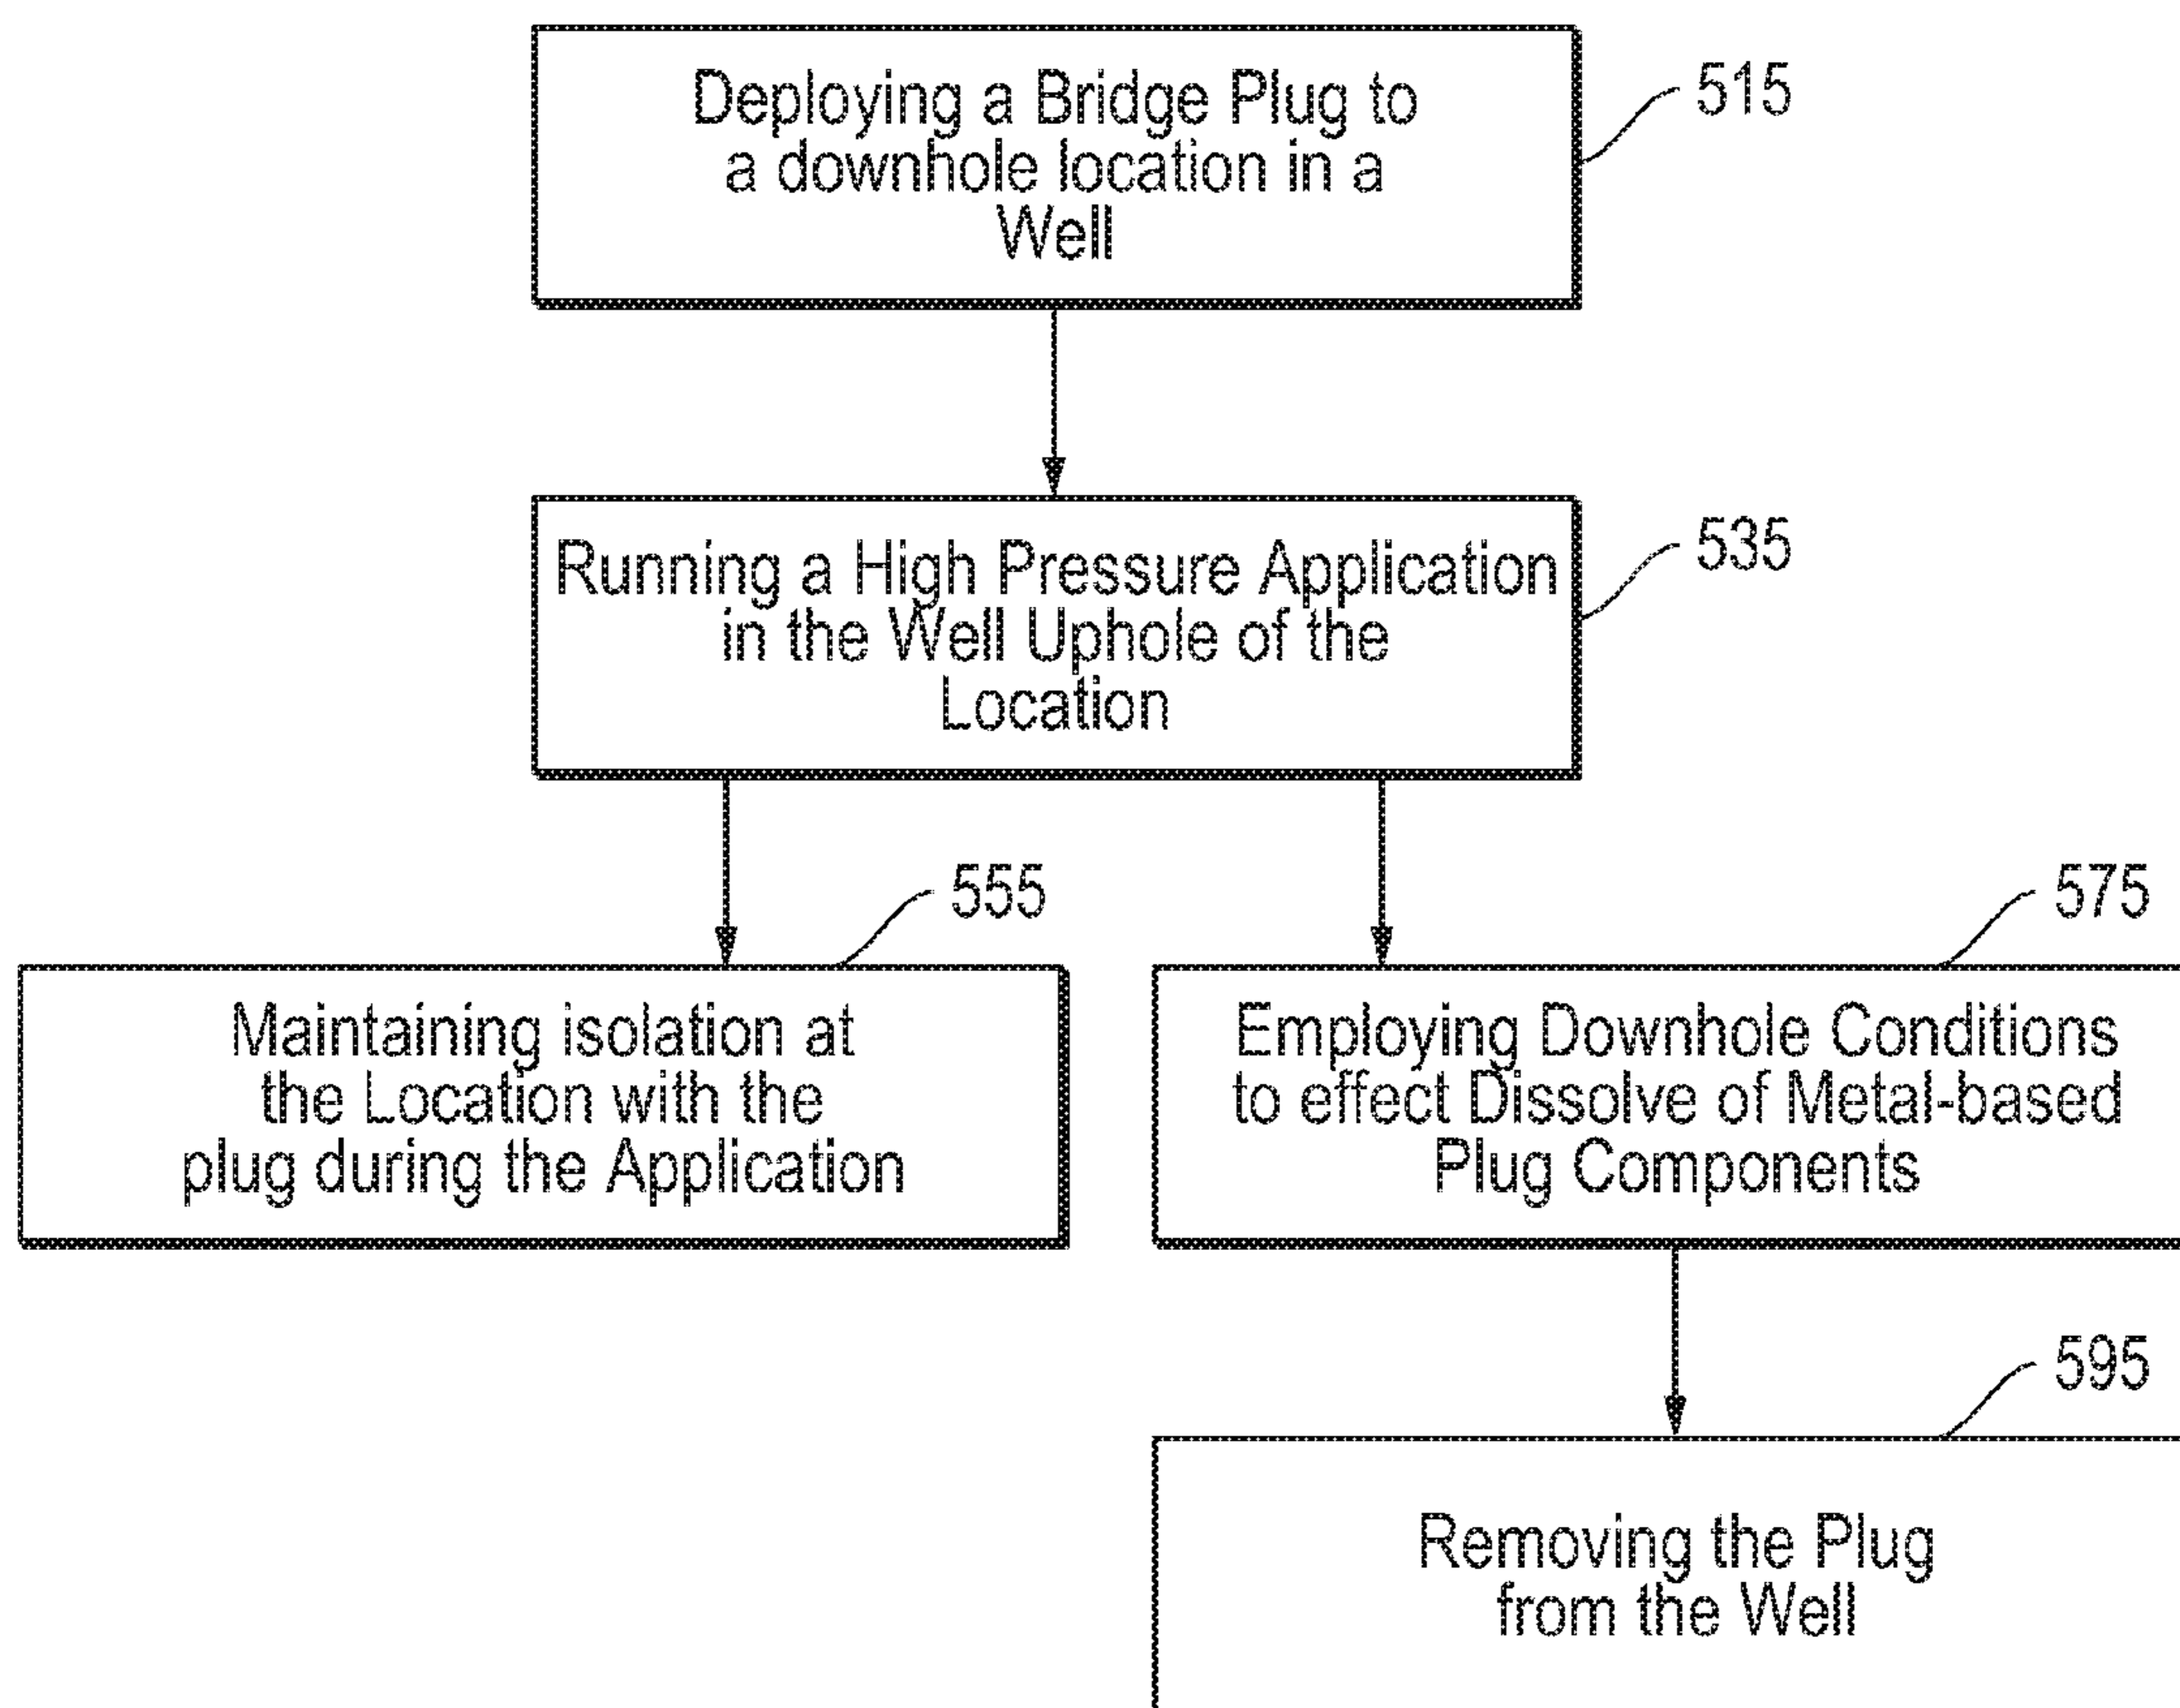 Deploying a Bridge Plug to
a downhole location in a
Well
515
Running a High Pressure Application
in the Well Uphole of the
Location
535
555
Maintaining isolation at
the Location with the
plug during the Application
575
Employing Downhole Conditions
to effect Dissolve of Metal-based
Plug Components
595
Removing the Plug
from the Well